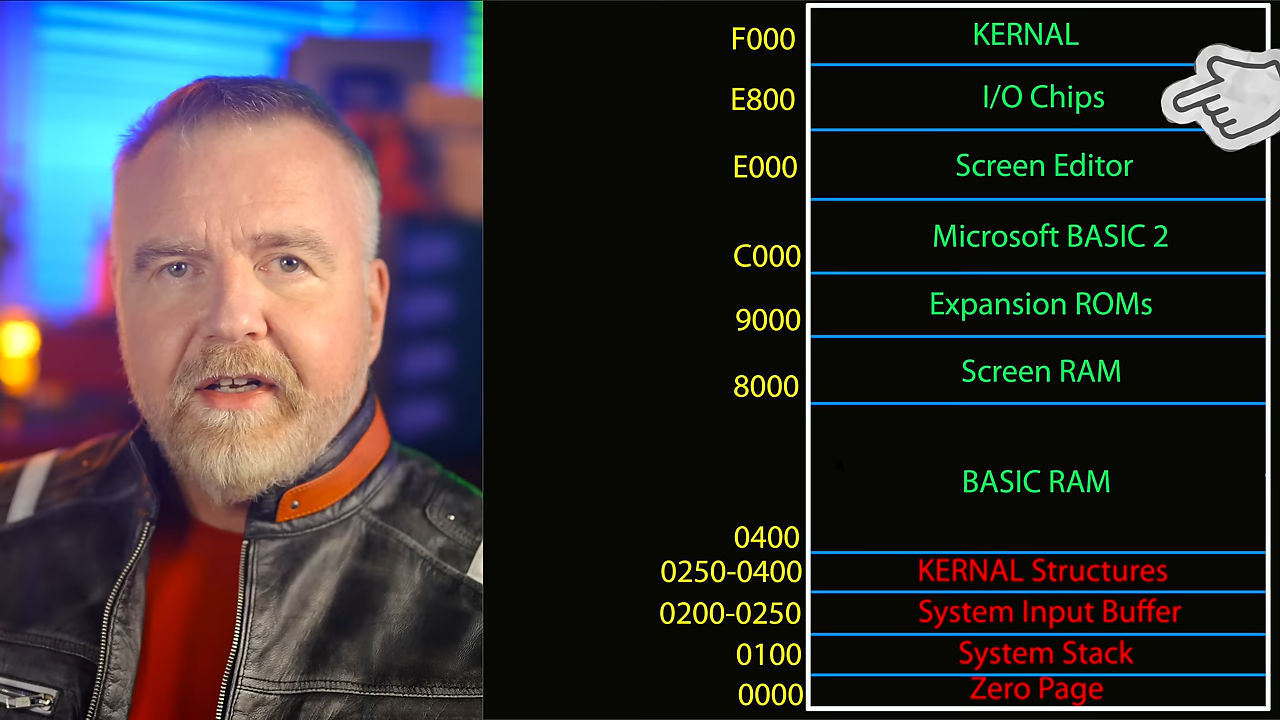 F000 KERNAL
E800 I/O Chips
E000 Screen Editor
C000 Microsoft BASIC 2
9000 Expansion ROMs
8000 Screen RAM
BASIC RAM
0400
0250-0400 KERNAL Structures
0200-0250 System Input Buffer
0100 System Stack
0000 Zero Page